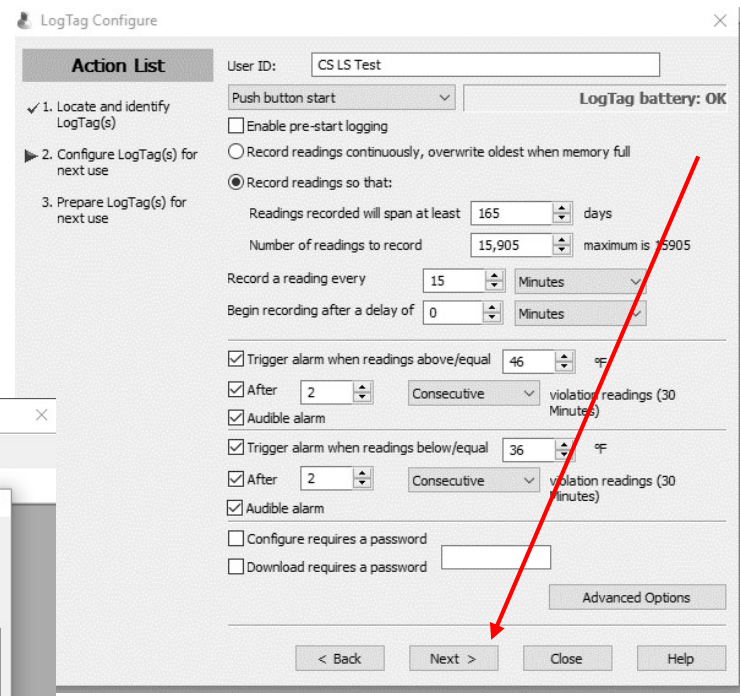 LogTag Configure
Action List
1. Locate and identify
LogTag(s)
2. Configure LogTag(s) for
next use
3. Prepare LogTag(s) for
next use
User ID: CS LS Test
Push button start LogTag battery: OK
Enable pre-start logging
Record readings continuously, overwrite oldest when memory full
Record readings so that:
Readings recorded will span at least 165 days
Number of readings to record 15,905 maximum is 15905
Record a reading every 15 Minutes
Begin recording after a delay of 0 Minutes
Trigger alarm when readings above/equal 46 °F
After 2 Consecutive violation readings (30
Minutes)
Audible alarm
Trigger alarm when readings below/equal 36 °F
After 2 Consecutive violation readings (30
Minutes)
Audible alarm
Configure requires a password
Download requires a password
Advanced Options
< Back Next > Close Help